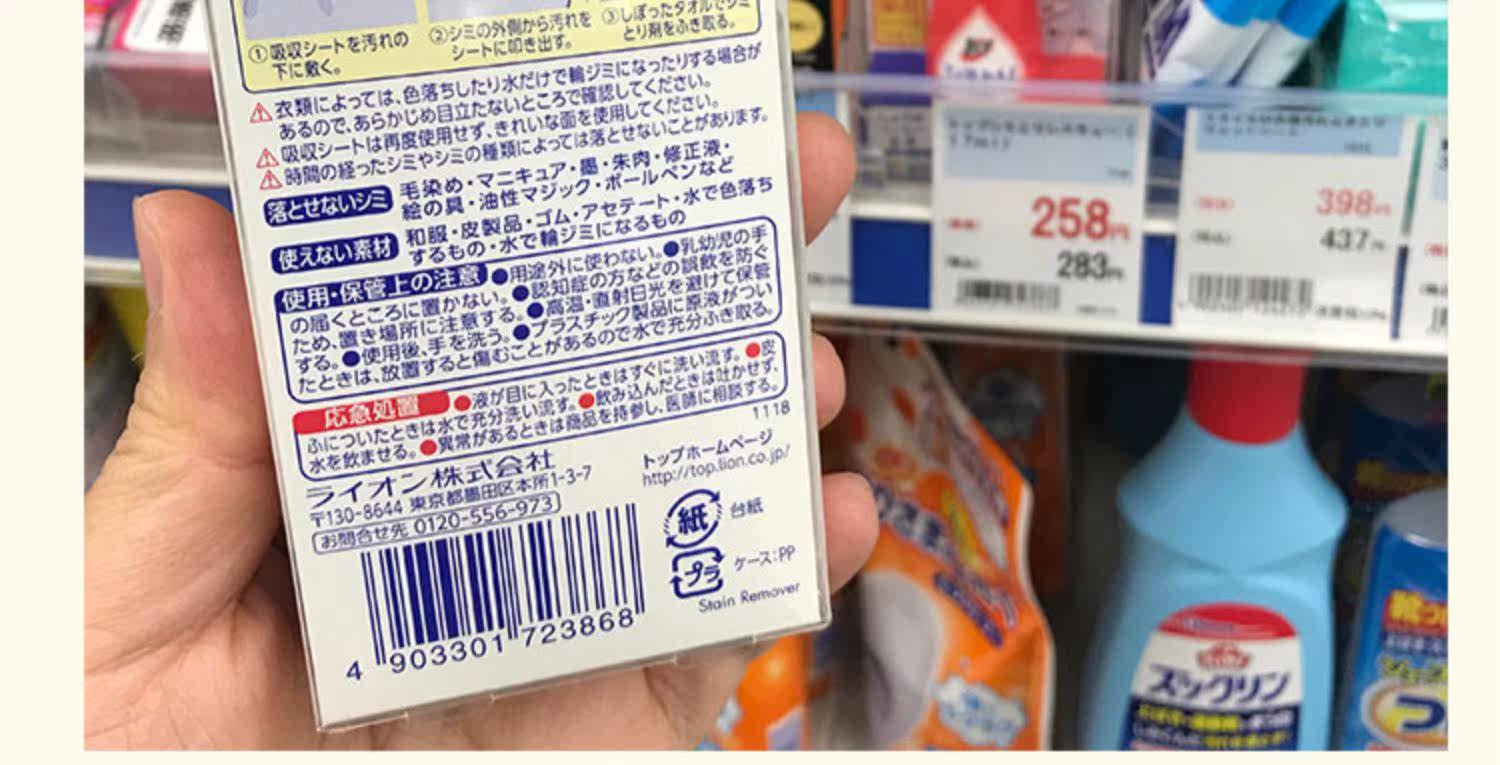 ①吸収シートを汚れの
下に敷く。
②シミの外側から汚れを
シートに叩き出す。
③しぼったタオルでシミ
とり剤をふき取る。
衣類によっては、色落ちしたり水だけで輪ジミになったりする場合が
あるので、あらかじめ目立たないところで確認してください。
吸収シートは再度使用せず、きれいな面を使用してください。
時間の経ったシミやシミの種類によっては落とせないことがあります。
落とせないシミ 毛染め・マニキュア・墨・朱肉・修正液・
絵の具・油性マジック・ボールペンなど
使えない素材 和服・皮製品・ゴム・アセテート・水で色落ち
するもの・水で輪ジミになるもの
使用・保管上の注意 ●用途外に使わない。●乳幼児の手
の届くところに置かない。●認知症の方などの誤飲を防ぐ
ため、置き場所に注意する。●高温・直射日光を避けて保管
する。●使用後、手を洗う。●プラスチック製品に原液がつい
たときは、放置すると傷むことがあるので水で充分ふき取る。
応急処置 ●液が目に入ったときはすぐに洗い流す。●皮
ふについたときは水で充分洗い流す。●飲み込んだときは吐かせず、
水を飲ませる。●異常があるときは商品を持参し、医師に相談する。
1118
ライオン株式会社
〒130-8644 東京都墨田区本所1-3-7
お問合せ先 0120-556-973
トップホームページ
http://top.lion.co.jp/
紙 台紙
プラ ケース:PP
Stain Remover
4 903301 723868
258円
283円
398円
437円
ズックリン